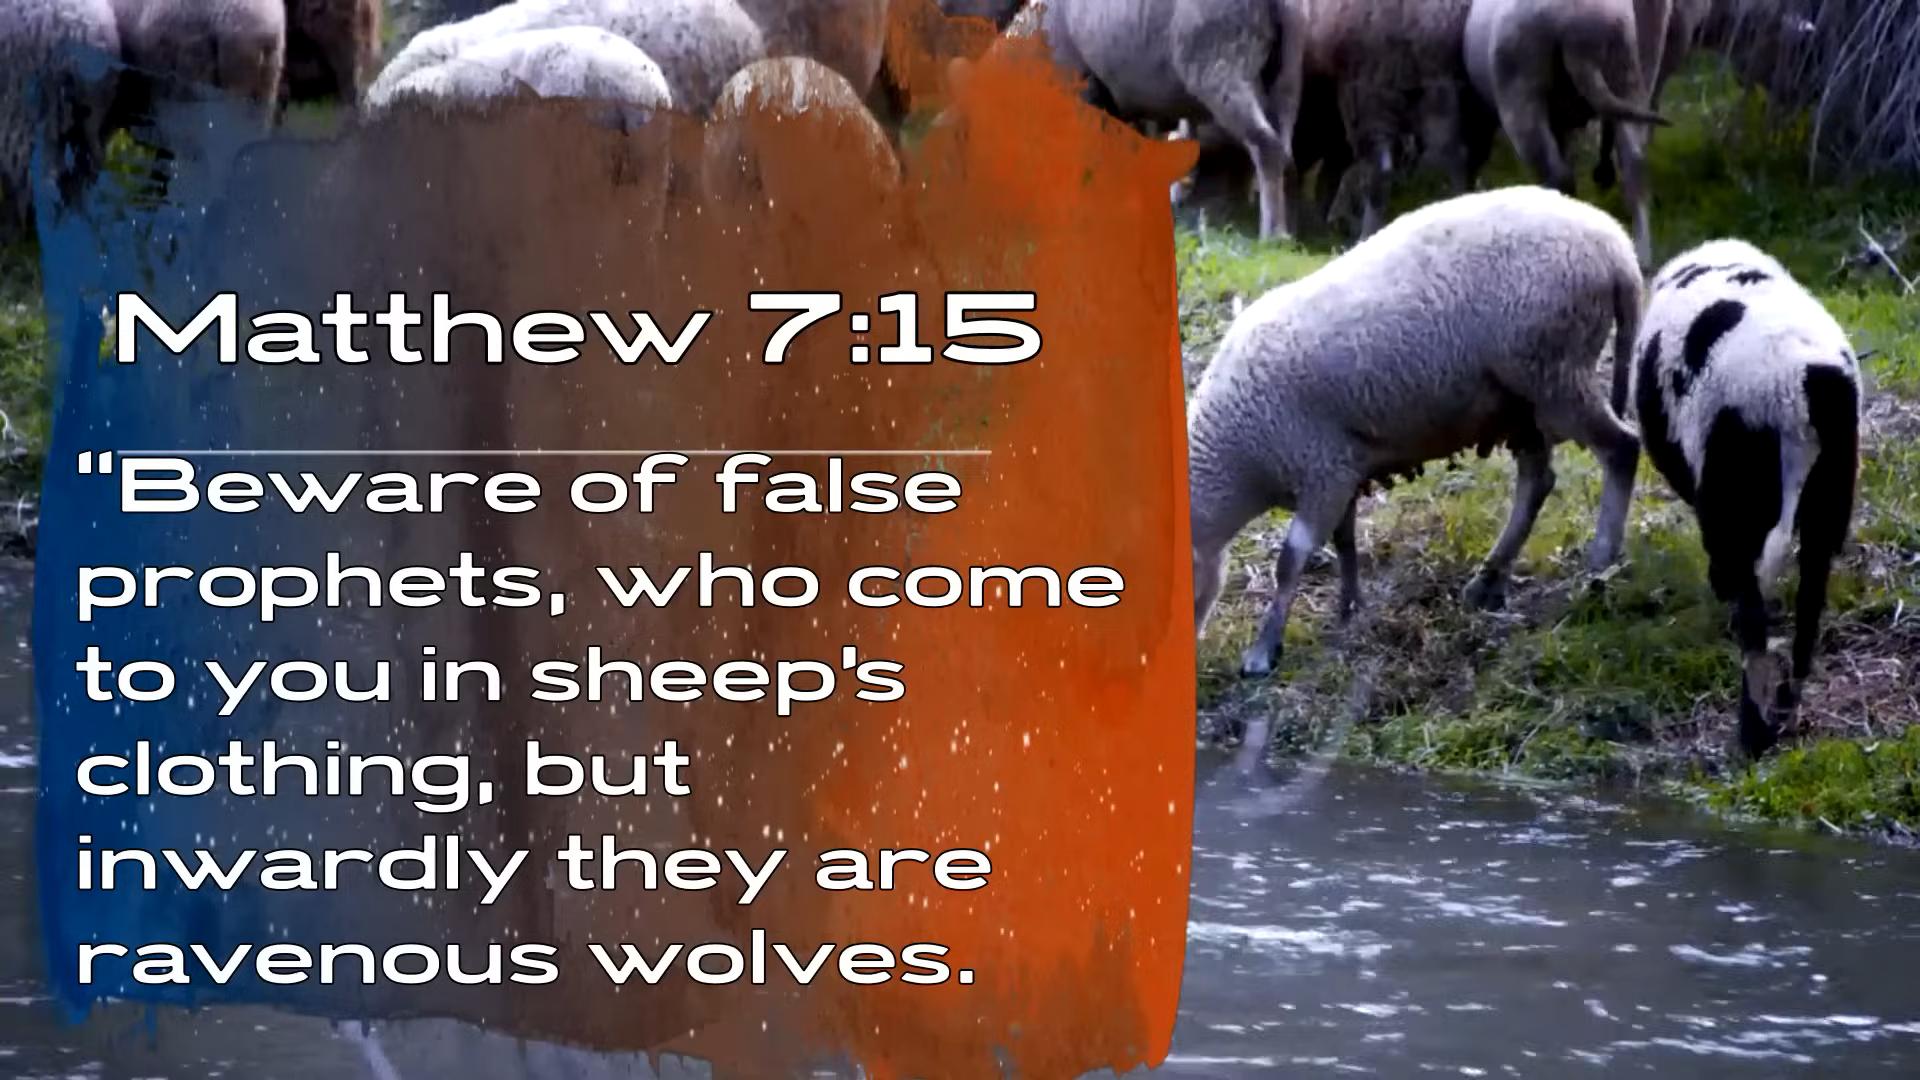 Matthew 7:15
“Beware of false
prophets, who come
to you in sheep's
clothing, but
inwardly they are
ravenous wolves.